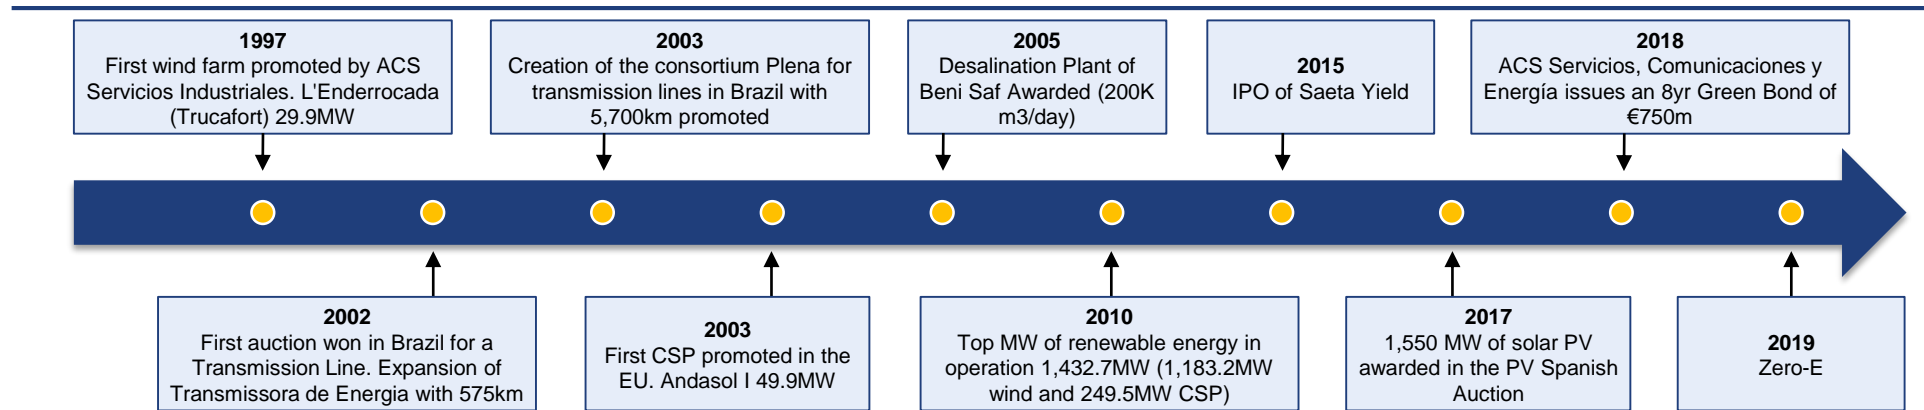 1997
First wind farm promoted by ACS
Servicios Industriales. L'Enderrocada
(Trucafort) 29.9MW
2003
Creation of the consortium Plena for
transmission lines in Brazil with
5,700km promoted
2005
Desalination Plant of
Beni Saf Awarded (200K
m3/day)
2015
IPO of Saeta Yield
2018
ACS Servicios, Comunicaciones y
Energía issues an 8yr Green Bond of
€750m
2002
First auction won in Brazil for a
Transmission Line. Expansion of
Transmissora de Energia with 575km
2003
First CSP promoted in the
EU. Andasol I 49.9MW
2010
Top MW of renewable energy in
operation 1,432.7MW (1,183.2MW
wind and 249.5MW CSP)
2017
1,550 MW of solar PV
awarded in the PV Spanish
Auction
2019
Zero-E